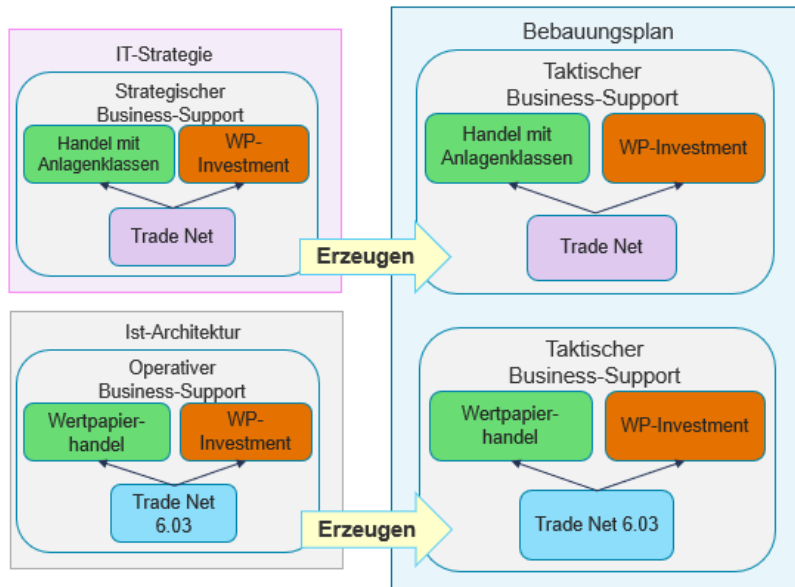 IT-Strategie
Strategischer
Business-Support
Handel mit
Anlagenklassen
WP-
Investment
Trade Net
Erzeugen
Bebauungsplan
Taktischer
Business-Support
Handel mit
Anlagenklassen
WP-Investment
Trade Net
Ist-Architektur
Operativer
Business-Support
Wertpapier-
handel
WP-
Investment
Trade Net
6.03
Erzeugen
Taktischer
Business-Support
Wertpapier-
handel
WP-Investment
Trade Net 6.03